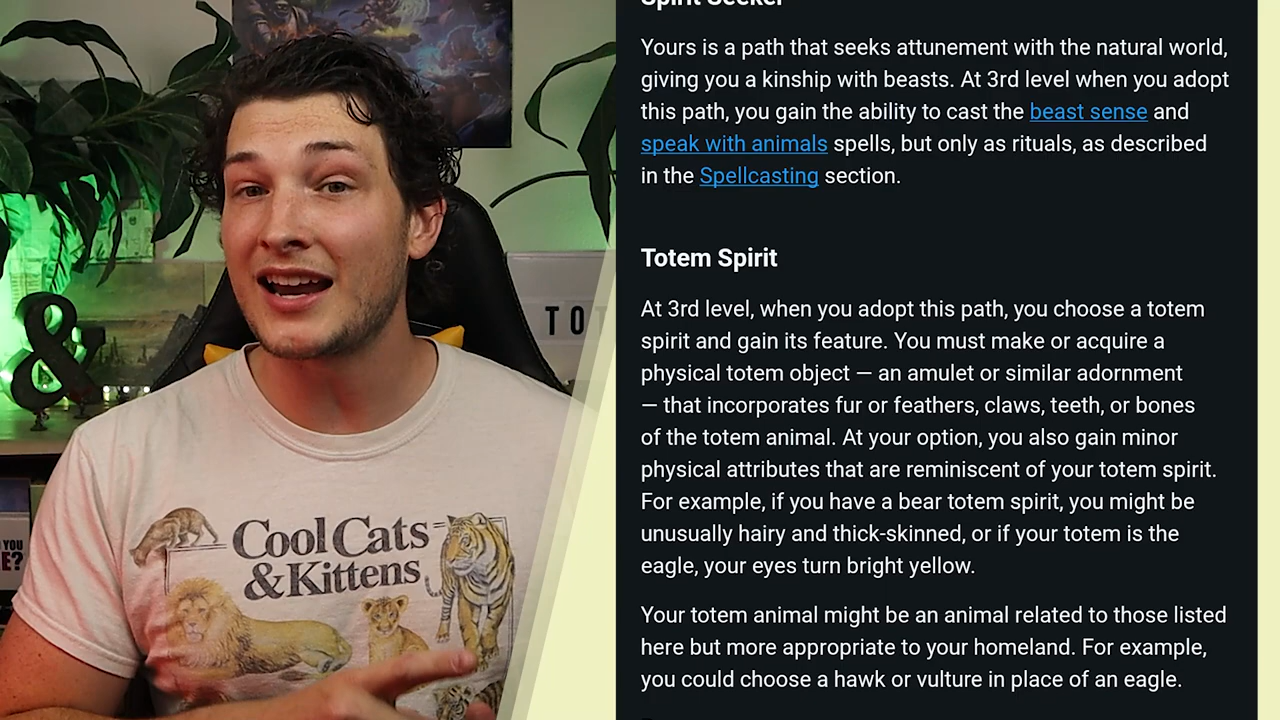 Spirit Seeker
Yours is a path that seeks attunement with the natural world,
giving you a kinship with beasts. At 3rd level when you adopt
this path, you gain the ability to cast the beast sense and
speak with animals spells, but only as rituals, as described
in the Spellcasting section.
Totem Spirit
At 3rd level, when you adopt this path, you choose a totem
spirit and gain its feature. You must make or acquire a
physical totem object — an amulet or similar adornment
— that incorporates fur or feathers, claws, teeth, or bones
of the totem animal. At your option, you also gain minor
physical attributes that are reminiscent of your totem spirit.
For example, if you have a bear totem spirit, you might be
unusually hairy and thick-skinned, or if your totem is the
eagle, your eyes turn bright yellow.
Your totem animal might be an animal related to those listed
here but more appropriate to your homeland. For example,
you could choose a hawk or vulture in place of an eagle.
&
TOT
YOU
E?
Cool Cats
&Kittens